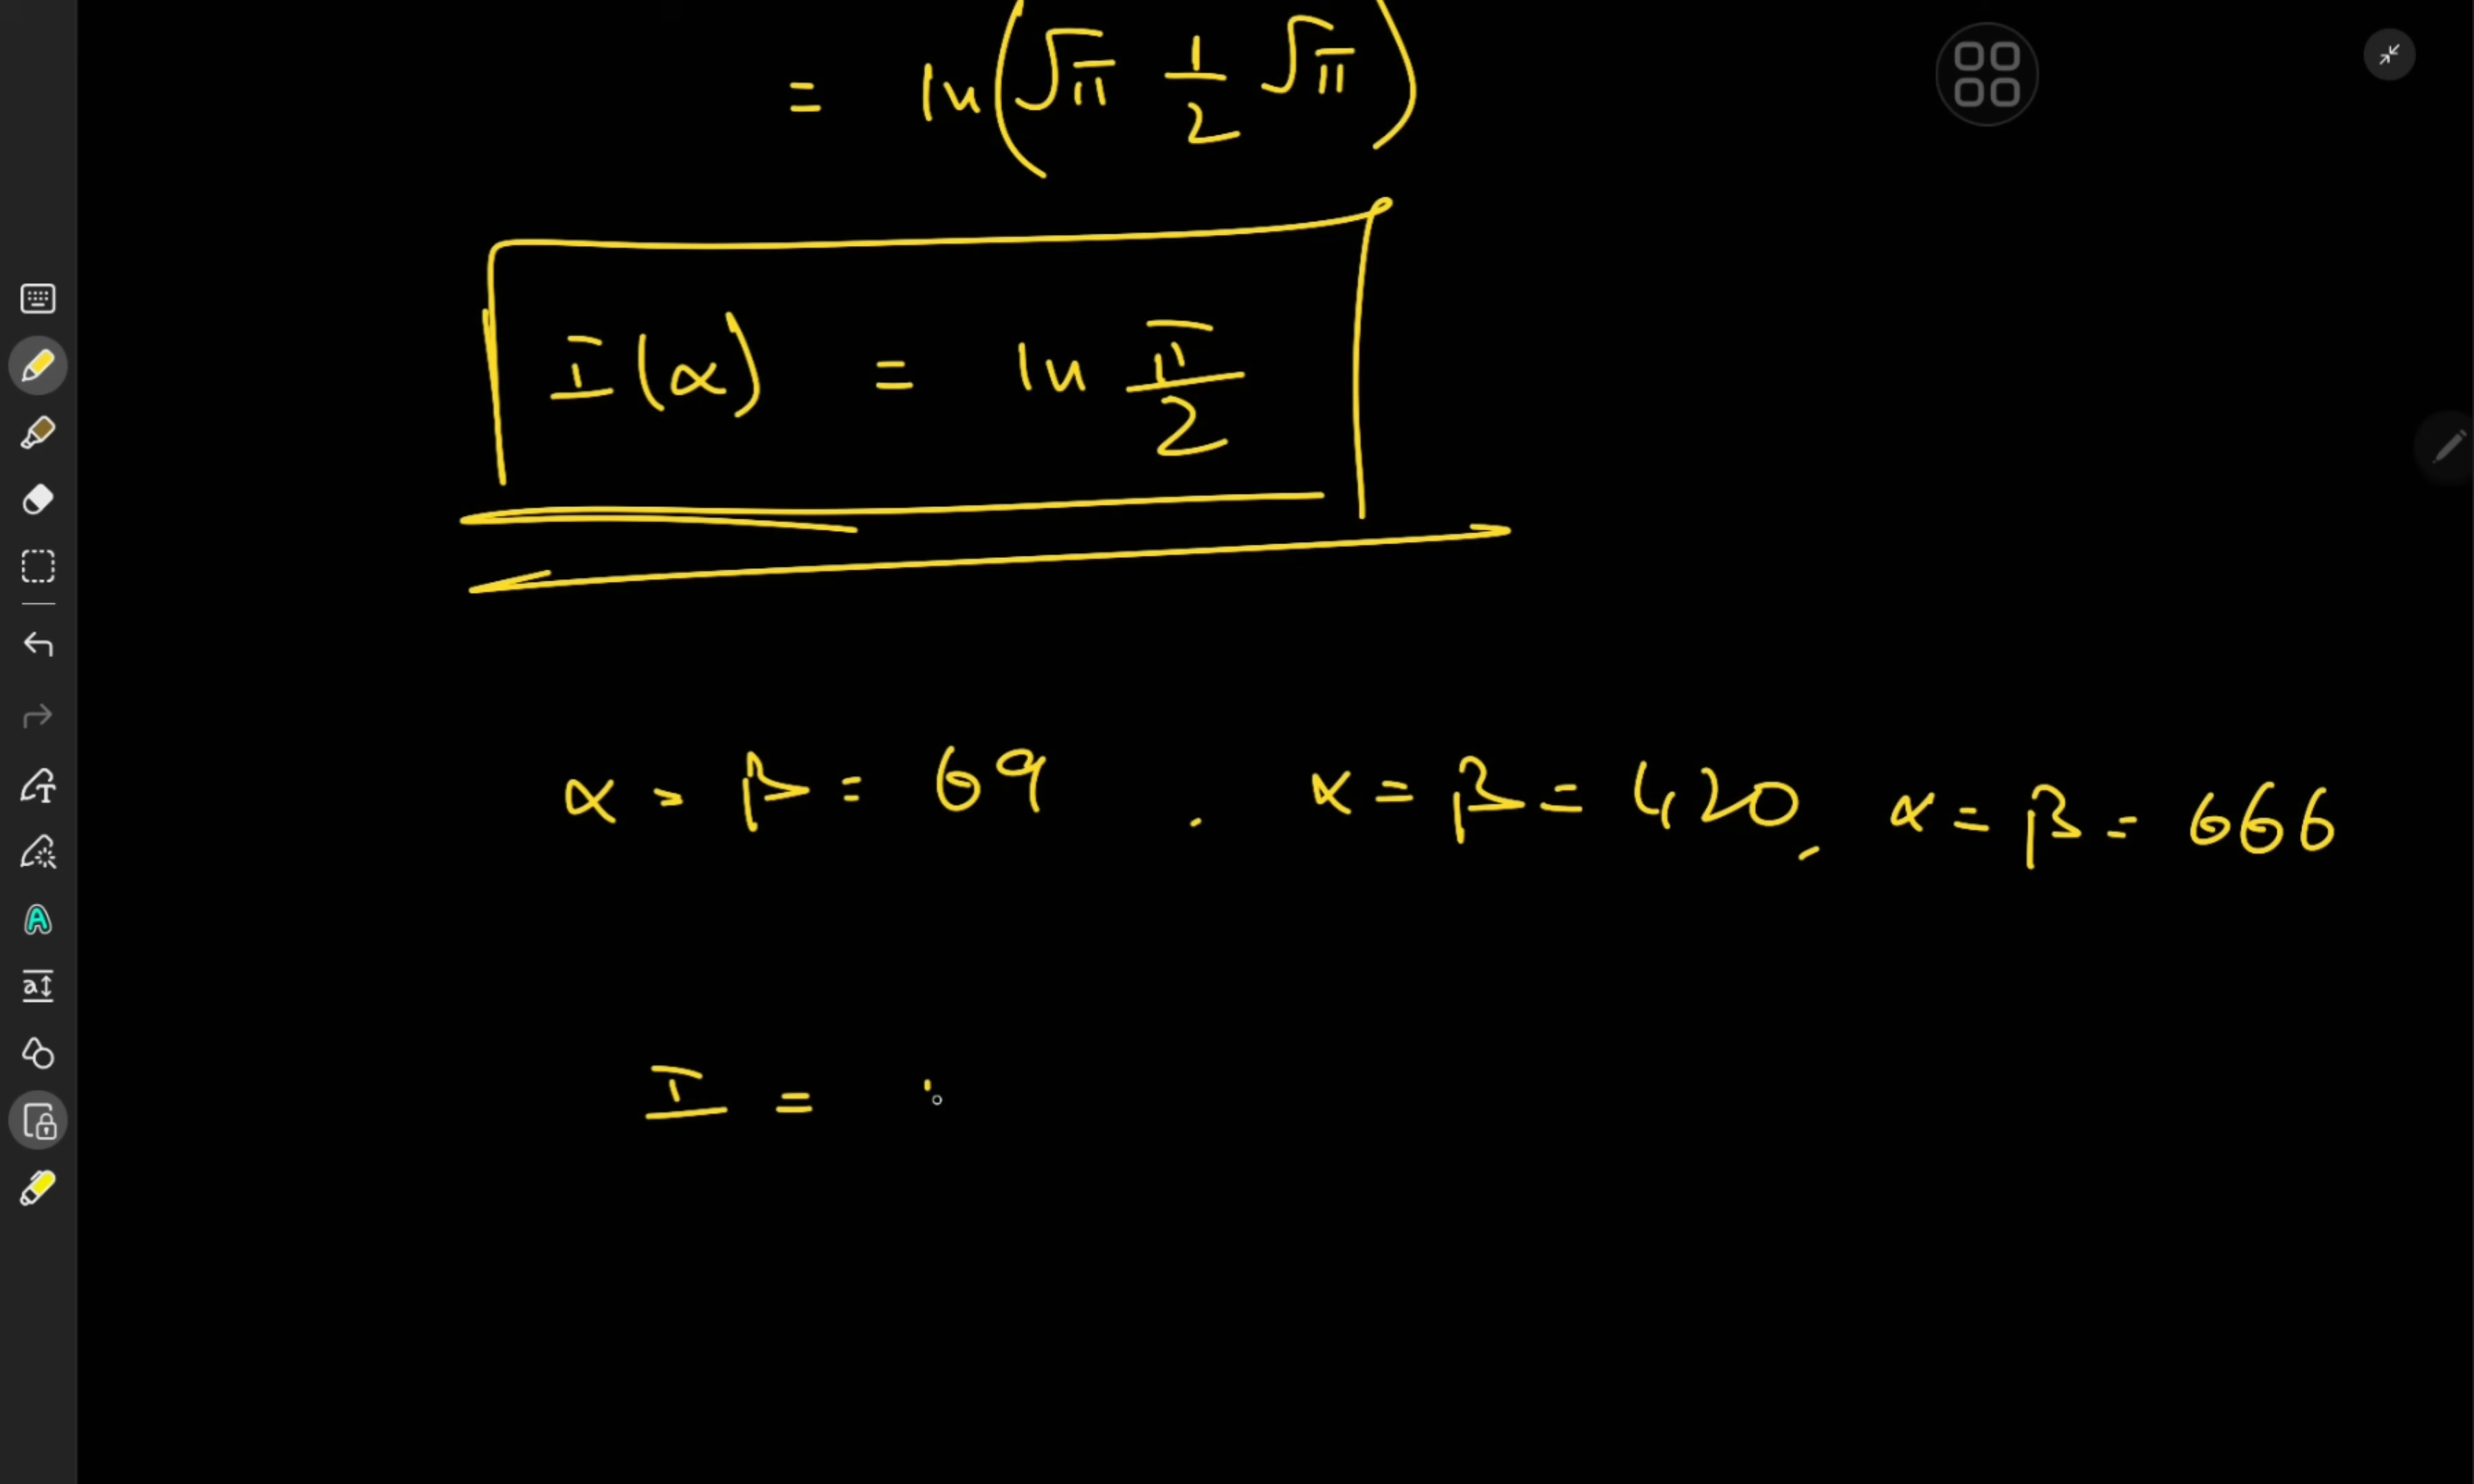 = ln(√π 1/2 √π)
I(α) = ln π/2
α = β = 69 , α = β = 420, α = β = 666
I =